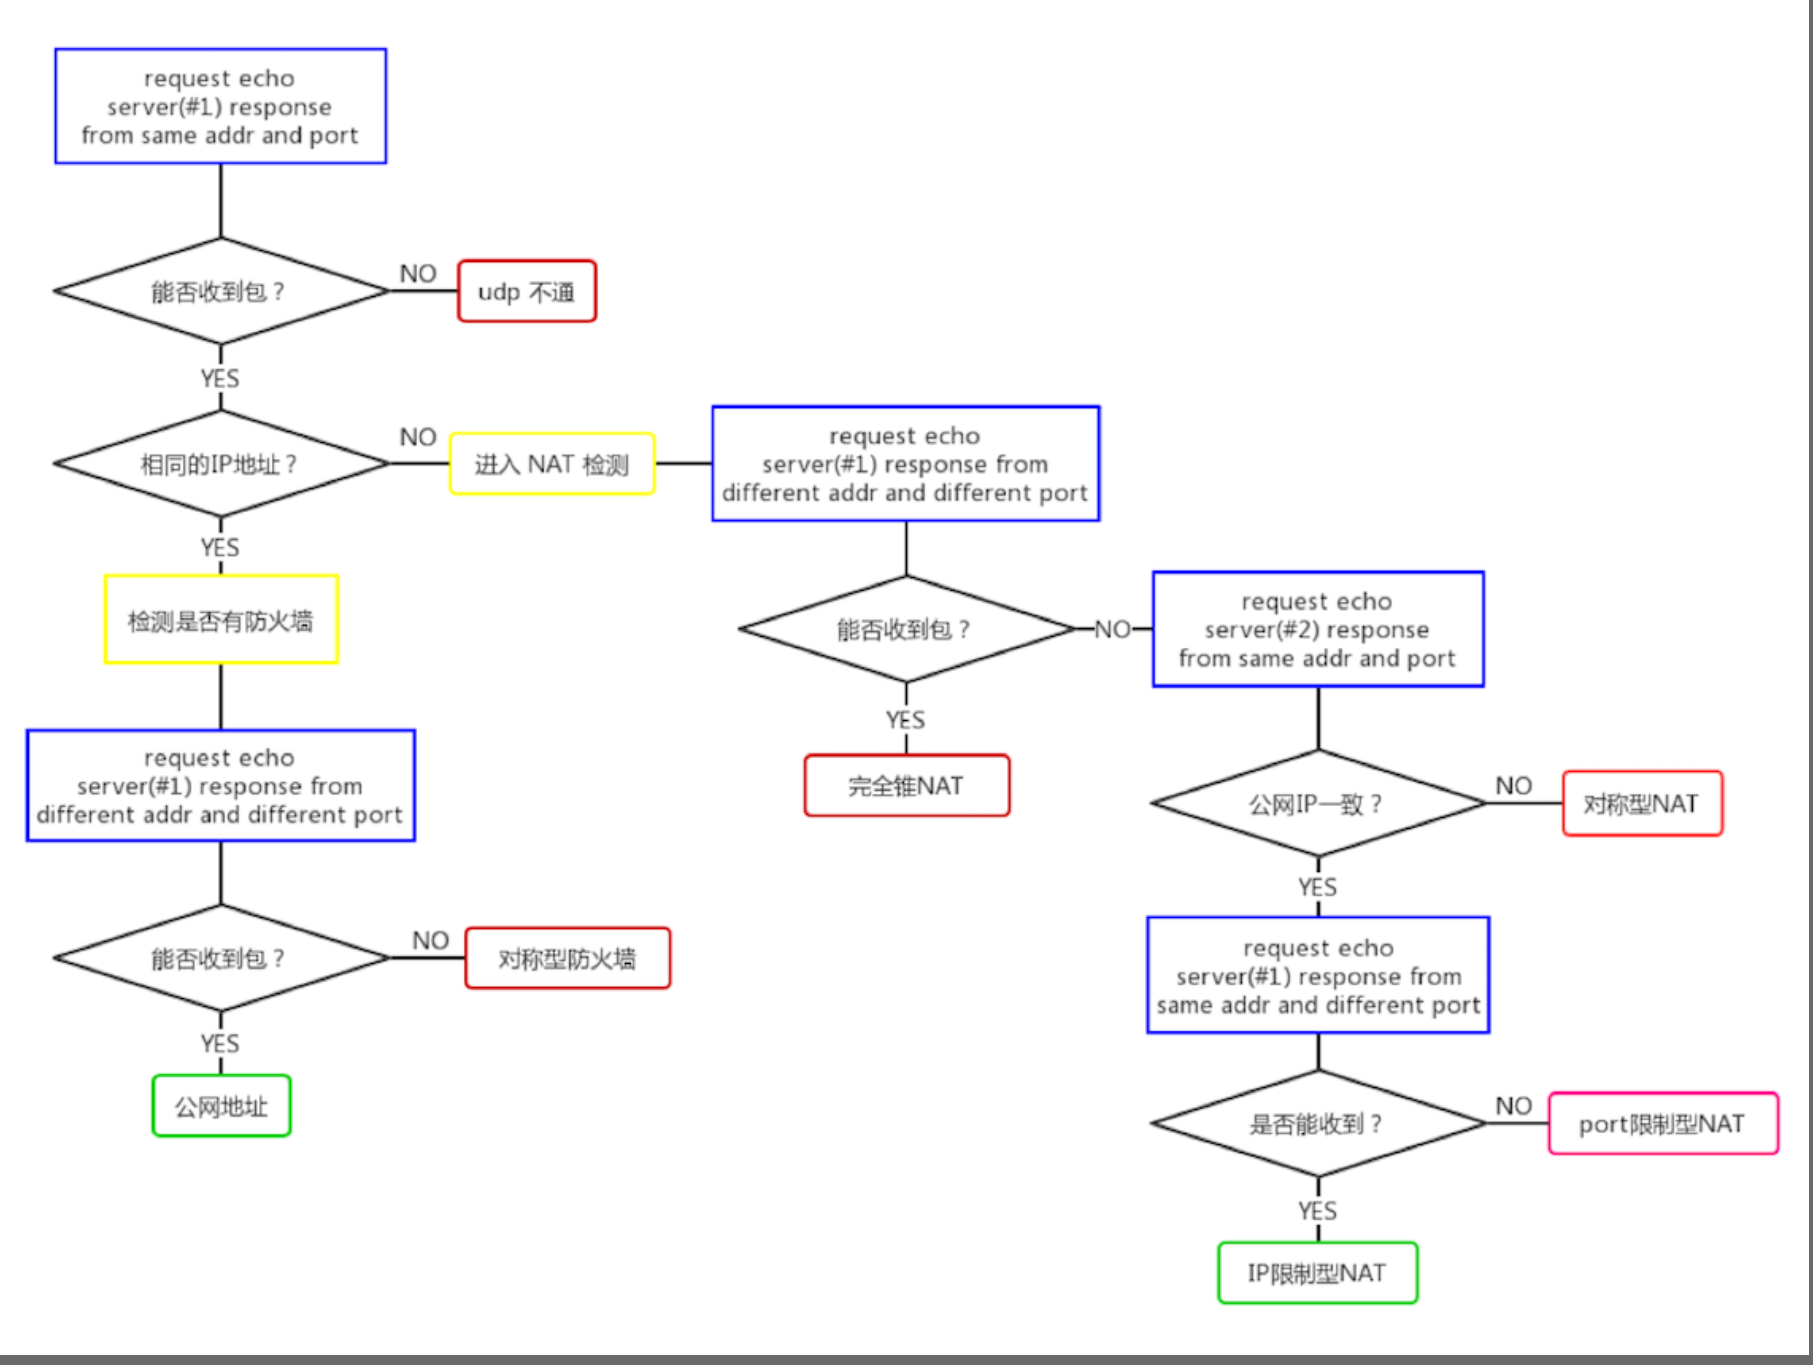 request echo
server(#1) response
from same addr and port
能否收到包？
NO
udp 不通
YES
相同的IP地址？
NO
进入 NAT 检测
request echo
server(#1) response from
different addr and different port
YES
检测是否有防火墙
能否收到包？
NO
request echo
server(#2) response
from same addr and port
YES
完全锥NAT
request echo
server(#1) response from
different addr and different port
公网IP一致？
NO
对称型NAT
YES
能否收到包？
NO
对称型防火墙
request echo
server(#1) response from
same addr and different port
YES
公网地址
是否能收到？
NO
port限制型NAT
YES
IP限制型NAT